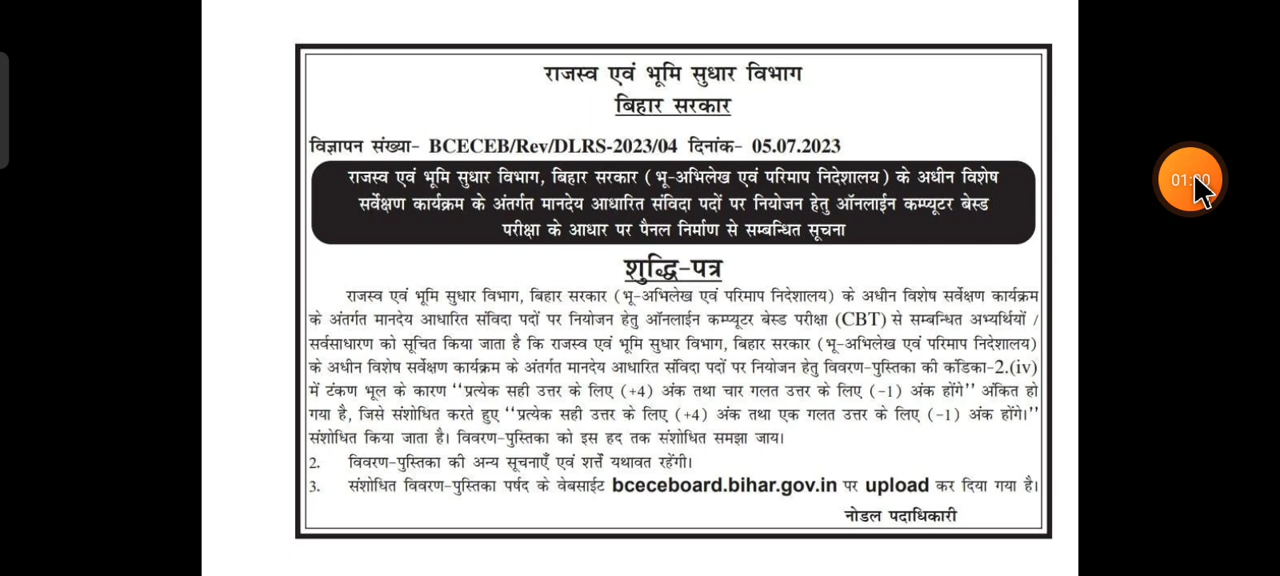 राजस्व एवं भूमि सुधार विभाग
बिहार सरकार
विज्ञापन संख्या- BCECEB/Rev/DLRS-2023/04 दिनांक- 05.07.2023
राजस्व एवं भूमि सुधार विभाग, बिहार सरकार (भू-अभिलेख एवं परिमाप निदेशालय) के अधीन विशेष
सर्वेक्षण कार्यक्रम के अंतर्गत मानदेय आधारित संविदा पदों पर नियोजन हेतु ऑनलाईन कम्प्यूटर बेस्ड
परीक्षा के आधार पर पैनल निर्माण से सम्बन्धित सूचना
शुद्धि-पत्र
राजस्व एवं भूमि सुधार विभाग, बिहार सरकार (भू-अभिलेख एवं परिमाप निदेशालय) के अधीन विशेष सर्वेक्षण कार्यक्रम
के अंतर्गत मानदेय आधारित संविदा पदों पर नियोजन हेतु ऑनलाईन कम्प्यूटर बेस्ड परीक्षा (CBT) से सम्बन्धित अभ्यर्थियों /
सर्वसाधारण को सूचित किया जाता है कि राजस्व एवं भूमि सुधार विभाग, बिहार सरकार (भू-अभिलेख एवं परिमाप निदेशालय)
के अधीन विशेष सर्वेक्षण कार्यक्रम के अंतर्गत मानदेय आधारित संविदा पदों पर नियोजन हेतु विवरण-पुस्तिका की कंडिका-2.(iv)
में टंकण भूल के कारण ‘‘प्रत्येक सही उत्तर के लिए (+4) अंक तथा चार गलत उत्तर के लिए (-1) अंक होंगे’’ अंकित हो
गया है, जिसे संशोधित करते हुए ‘‘प्रत्येक सही उत्तर के लिए (+4) अंक तथा एक गलत उत्तर के लिए (-1) अंक होंगे।’’
संशोधित किया जाता है। विवरण-पुस्तिका को इस हद तक संशोधित समझा जाय।
2. विवरण-पुस्तिका की अन्य सूचनाएँ एवं शर्त्तें यथावत रहेंगी।
3. संशोधित विवरण-पुस्तिका पर्षद के वेबसाईट bceceboard.bihar.gov.in पर upload कर दिया गया है।
नोडल पदाधिकारी